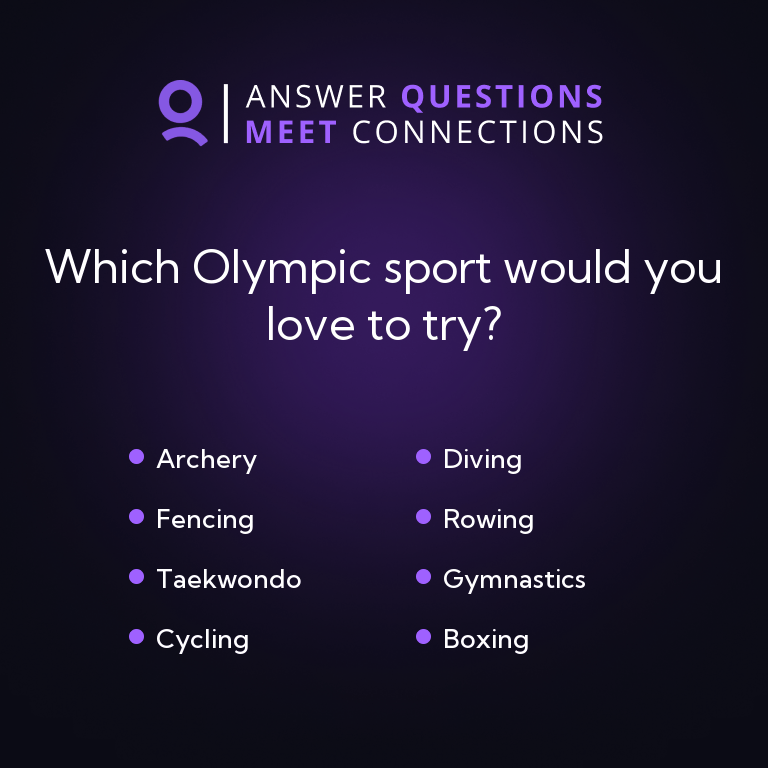 ANSWER QUESTIONS
MEET CONNECTIONS
Which Olympic sport would you
love to try?
Archery
Fencing
Taekwondo
Cycling
Diving
Rowing
Gymnastics
Boxing